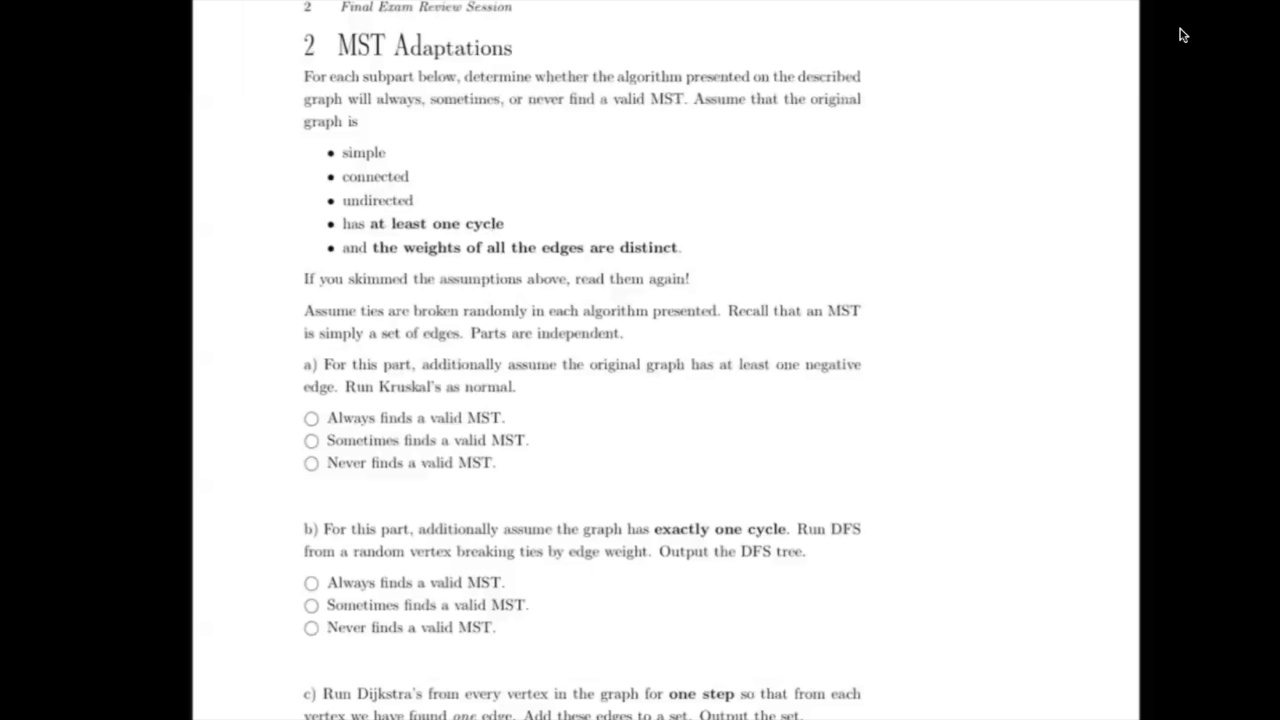 2 Final Exam Review Session
2 MST Adaptations
For each subpart below, determine whether the algorithm presented on the described
graph will always, sometimes, or never find a valid MST. Assume that the original
graph is
• simple
• connected
• undirected
• has at least one cycle
• and the weights of all the edges are distinct.
If you skimmed the assumptions above, read them again!
Assume ties are broken randomly in each algorithm presented. Recall that an MST
is simply a set of edges. Parts are independent.
a) For this part, additionally assume the original graph has at least one negative
edge. Run Kruskal's as normal.
○ Always finds a valid MST.
○ Sometimes finds a valid MST.
○ Never finds a valid MST.
b) For this part, additionally assume the graph has exactly one cycle. Run DFS
from a random vertex breaking ties by edge weight. Output the DFS tree.
○ Always finds a valid MST.
○ Sometimes finds a valid MST.
○ Never finds a valid MST.
c) Run Dijkstra's from every vertex in the graph for one step so that from each
vertex we have found one edge. Add these edges to a set. Output the set.